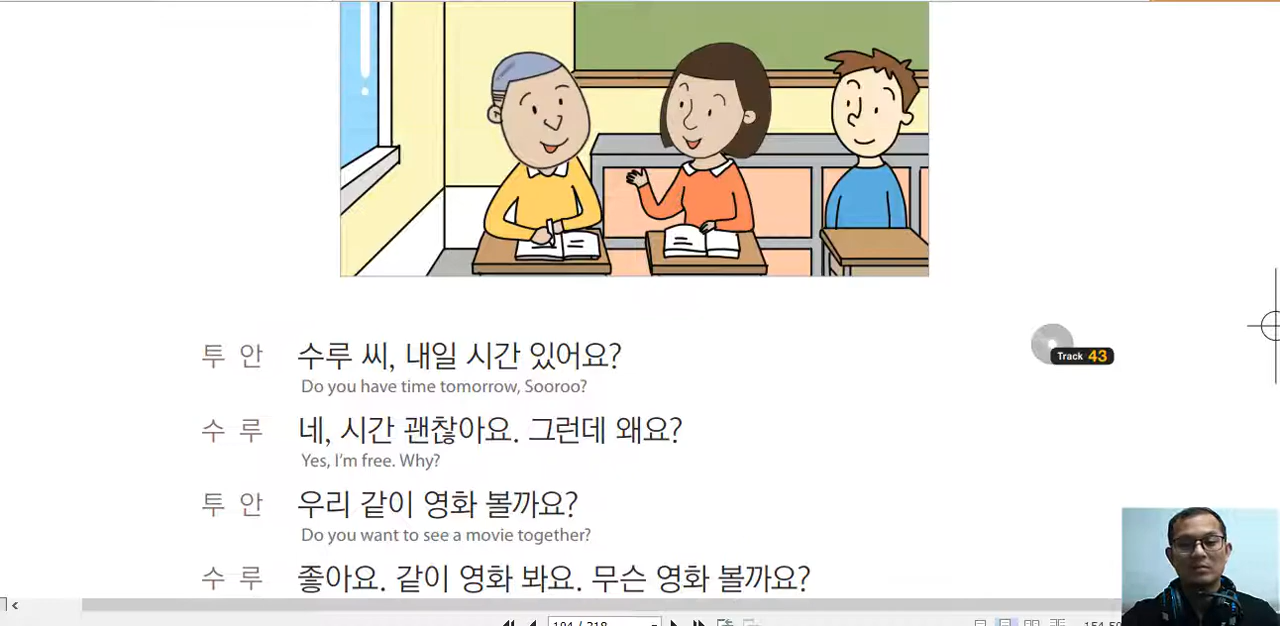 투 안 수루 씨, 내일 시간 있어요?
Do you have time tomorrow, Sooroo?
Track 43
수 루 네, 시간 괜찮아요. 그런데 왜요?
Yes, I'm free. Why?
투 안 우리 같이 영화 볼까요?
Do you want to see a movie together?
수 루 좋아요. 같이 영화 봐요. 무슨 영화 볼까요?